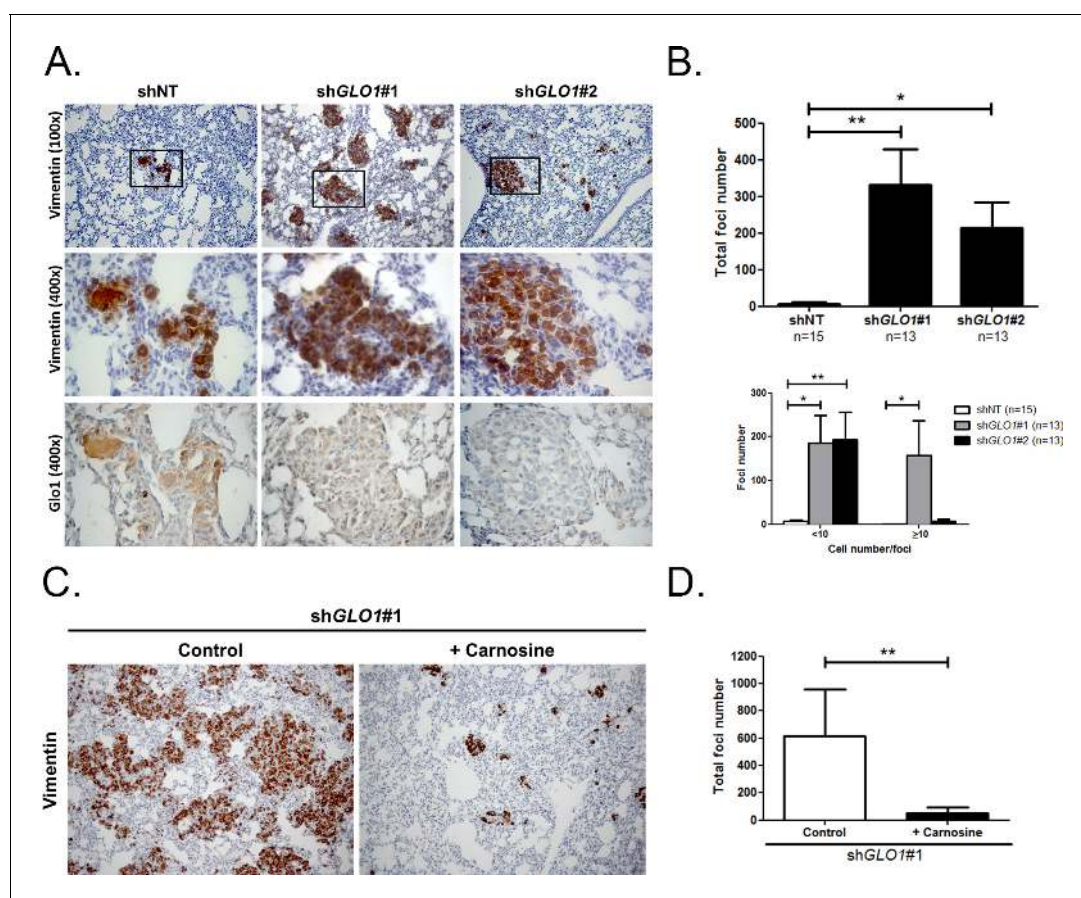 A.
shNT
shGLO1#1
shGLO1#2
Vimentin (100x)
Vimentin (400x)
Glo1 (400x)
B.
*
**
Total foci number
500
400
300
200
100
0
shNT
shGLO1#1
shGLO1#2
n=15
n=13
n=13
**
*
*
Foci number
300
200
100
0
<10
≥10
Cell number/foci
shNT (n=15)
shGLO1#1 (n=13)
shGLO1#2 (n=13)
C.
shGLO1#1
Control
+ Carnosine
Vimentin
D.
**
Total foci number
1200
1000
800
600
400
200
0
Control
+ Carnosine
shGLO1#1